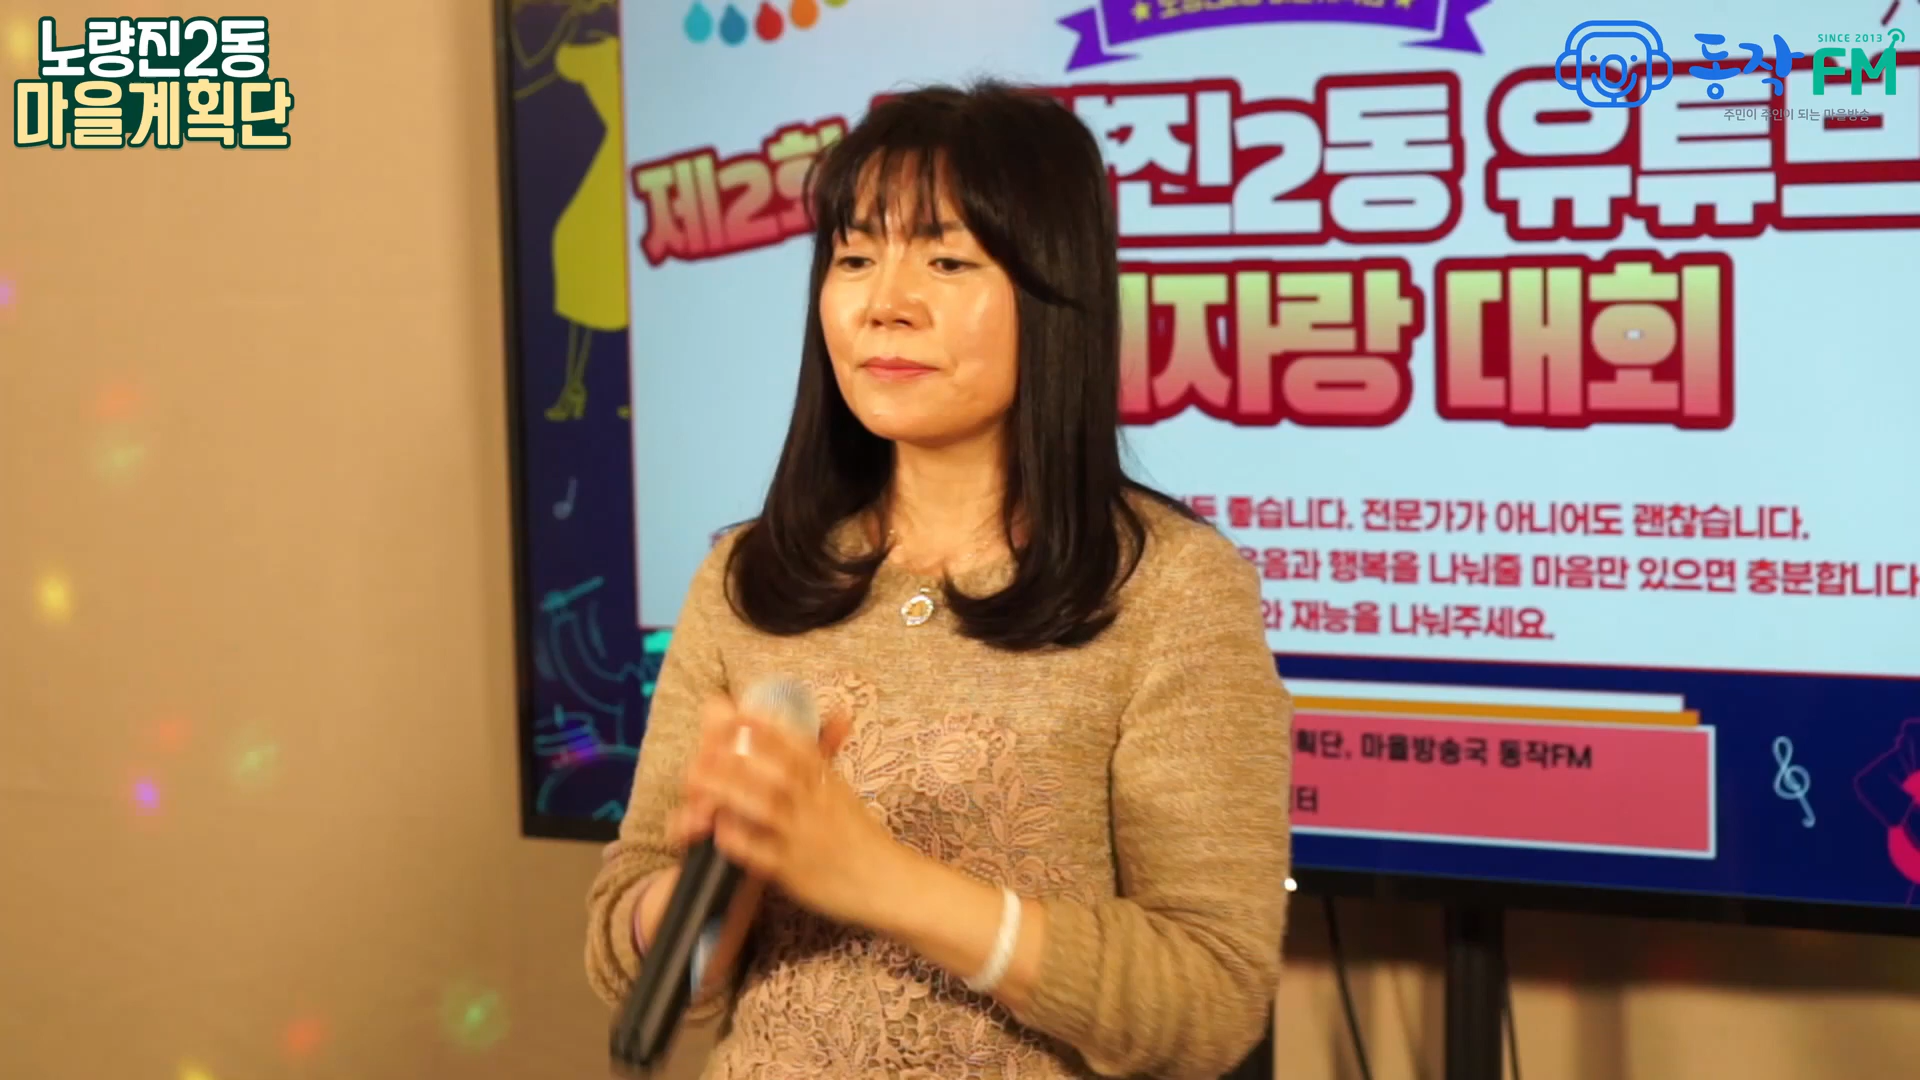 노량진2동
마을계획단
동작FM
SINCE 2013
주민이 주인이 되는 마을방송
제2회 진2동 유튜브
자랑 대회
좋습니다. 전문가가 아니어도 괜찮습니다.
행복을 나눠줄 마음만 있으면 충분합니다
재능을 나눠주세요.
획단, 마을방송국 동작FM